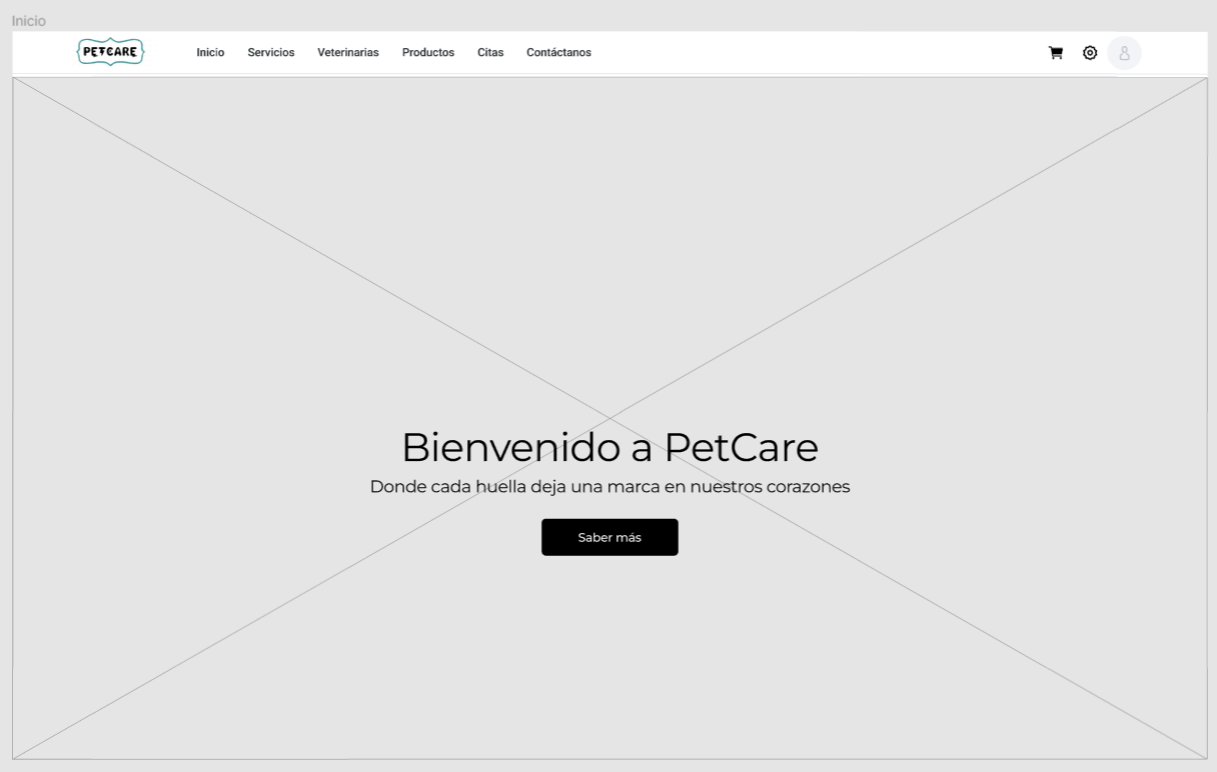 Inicio
PETCARE
Inicio Servicios Veterinarias Productos Citas Contáctanos
Bienvenido a PetCare
Donde cada huella deja una marca en nuestros corazones
Saber más